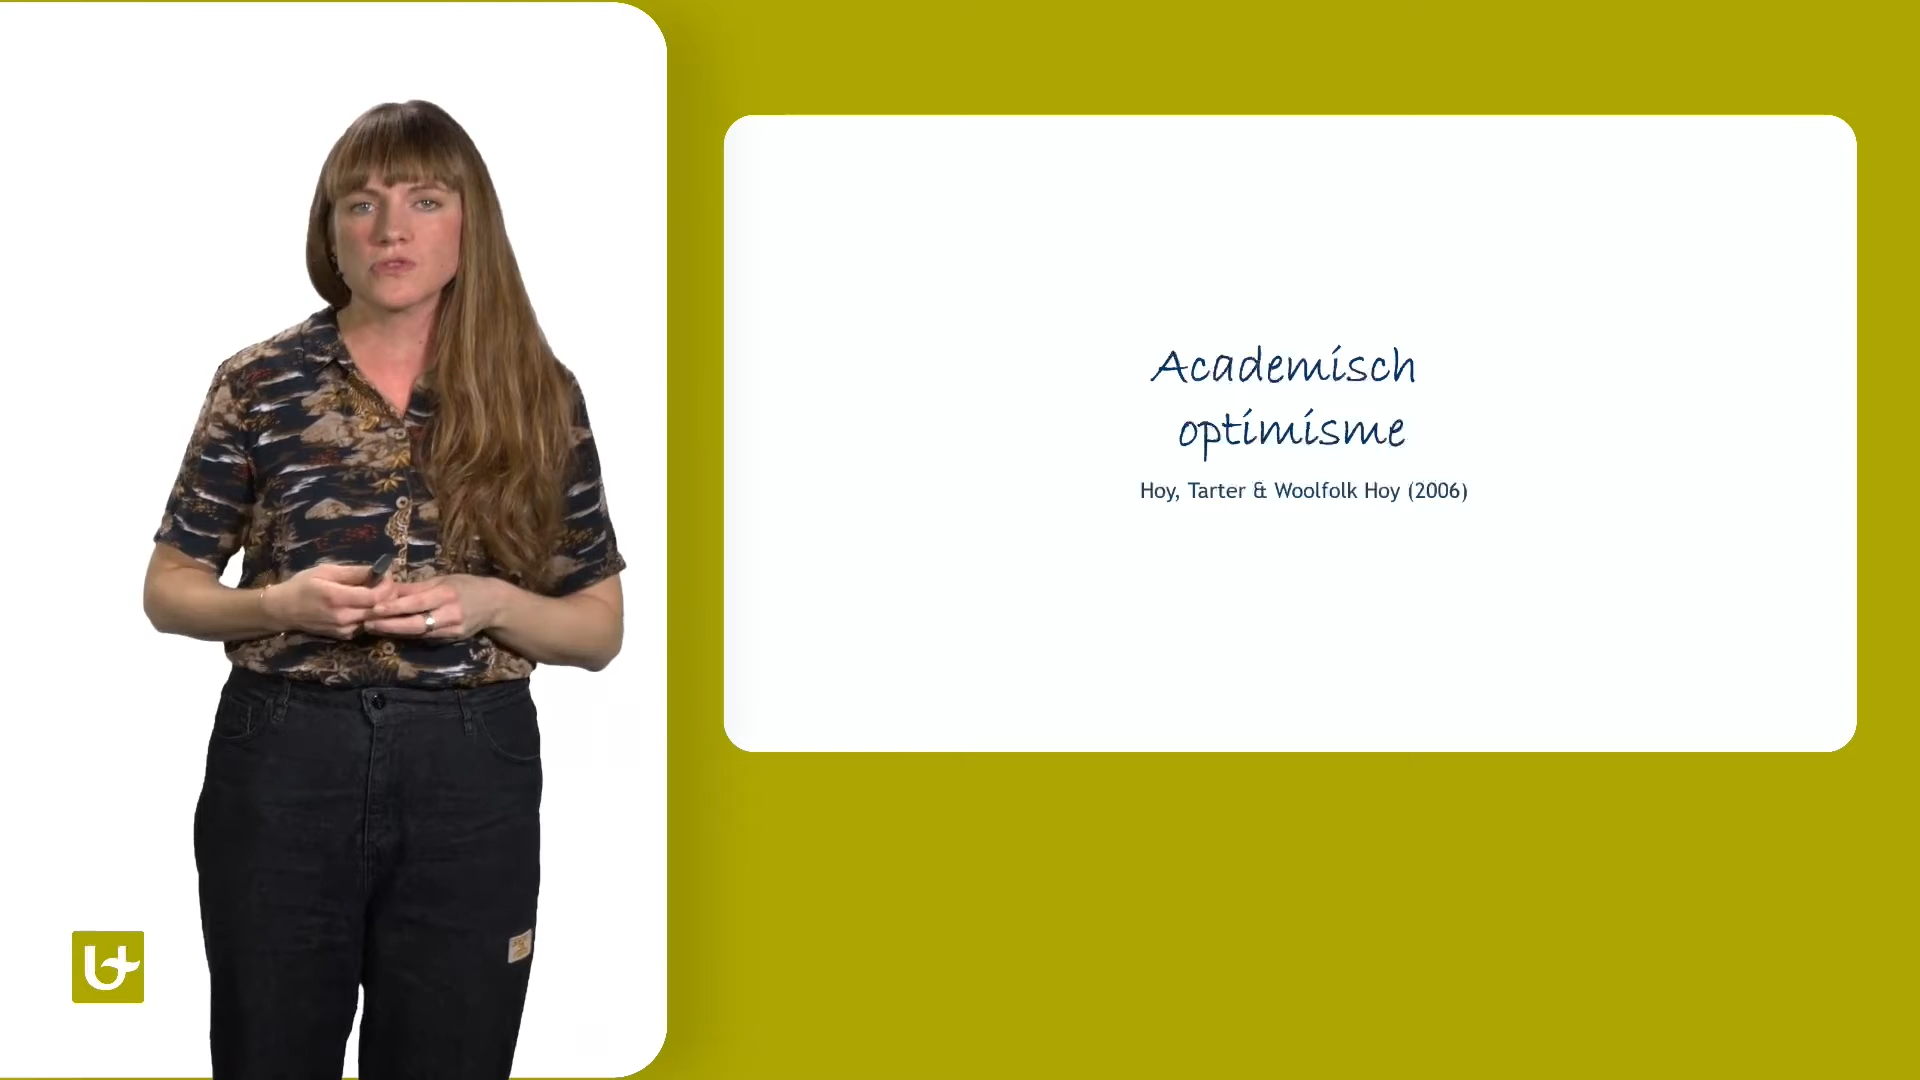 Academisch
optimisme
Hoy, Tarter & Woolfolk Hoy (2006)